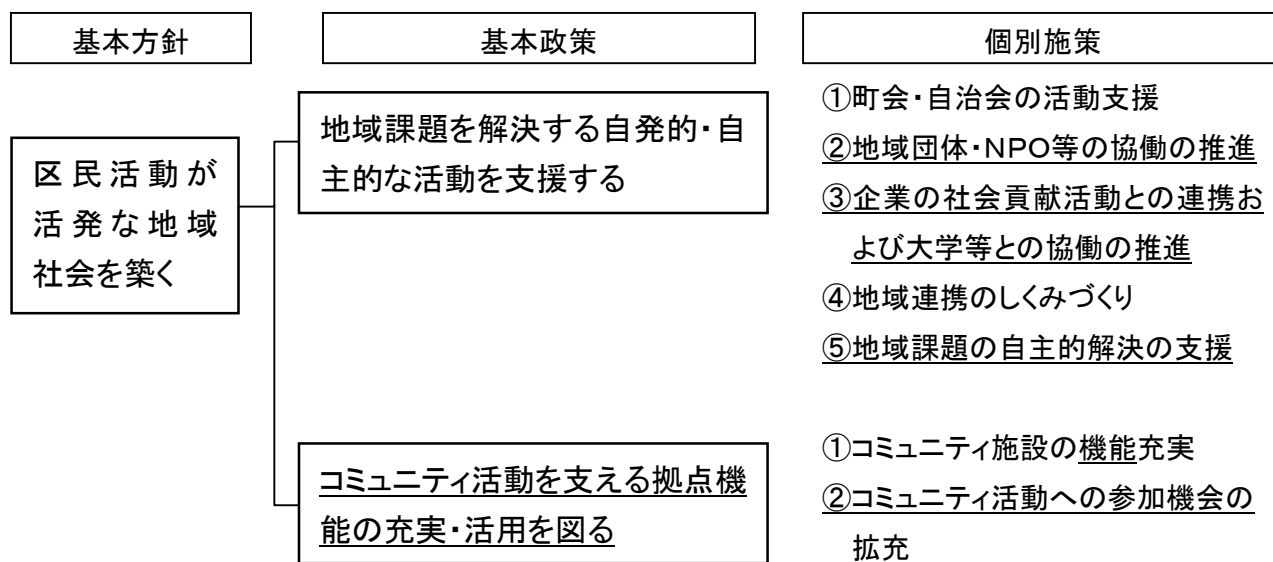 基本方針
基本政策
個別施策
区民活動が
活発な地域
社会を築く
地域課題を解決する自発的・自
主的な活動を支援する
①町会・自治会の活動支援
②地域団体・NPO等の協働の推進
③企業の社会貢献活動との連携お
よび大学等との協働の推進
④地域連携のしくみづくり
⑤地域課題の自主的解決の支援
コミュニティ活動を支える拠点機
能の充実・活用を図る
①コミュニティ施設の機能充実
②コミュニティ活動への参加機会の
拡充